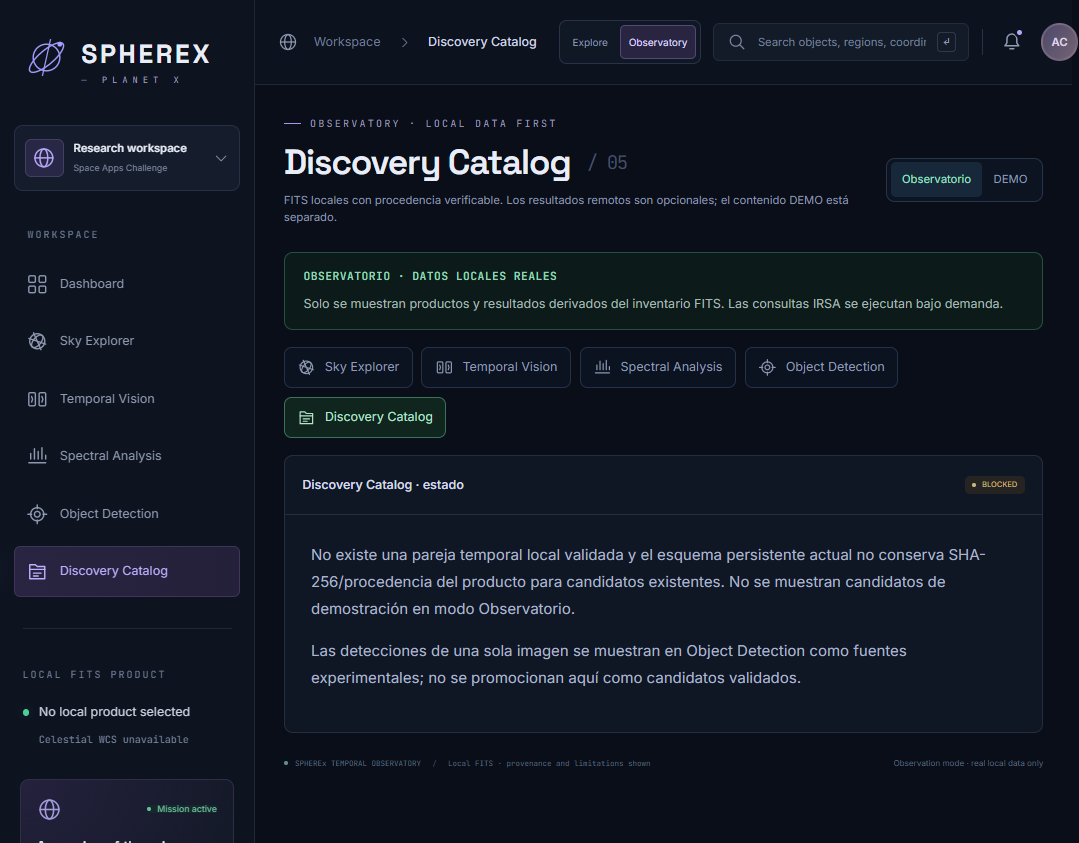 SPHEREX
— PLANET X
Research workspace
Space Apps Challenge
WORKSPACE
Dashboard
Sky Explorer
Temporal Vision
Spectral Analysis
Object Detection
Discovery Catalog
LOCAL FITS PRODUCT
No local product selected
Celestial WCS unavailable
Mission active
Workspace
Discovery Catalog
Explore
Observatory
Search objects, regions, coordin
AC
OBSERVATORY · LOCAL DATA FIRST
Discovery Catalog / 05
FITS locales con procedencia verificable. Los resultados remotos son opcionales; el contenido DEMO está
separado.
Observatorio
DEMO
OBSERVATORIO · DATOS LOCALES REALES
Solo se muestran productos y resultados derivados del inventario FITS. Las consultas IRSA se ejecutan bajo demanda.
Sky Explorer
Temporal Vision
Spectral Analysis
Object Detection
Discovery Catalog
Discovery Catalog · estado
BLOCKED
No existe una pareja temporal local validada y el esquema persistente actual no conserva SHA-
256/procedencia del producto para candidatos existentes. No se muestran candidatos de
demostración en modo Observatorio.
Las detecciones de una sola imagen se muestran en Object Detection como fuentes
experimentales; no se promocionan aquí como candidatos validados.
SPHEREx TEMPORAL OBSERVATORY / Local FITS · provenance and limitations shown
Observation mode · real local data only